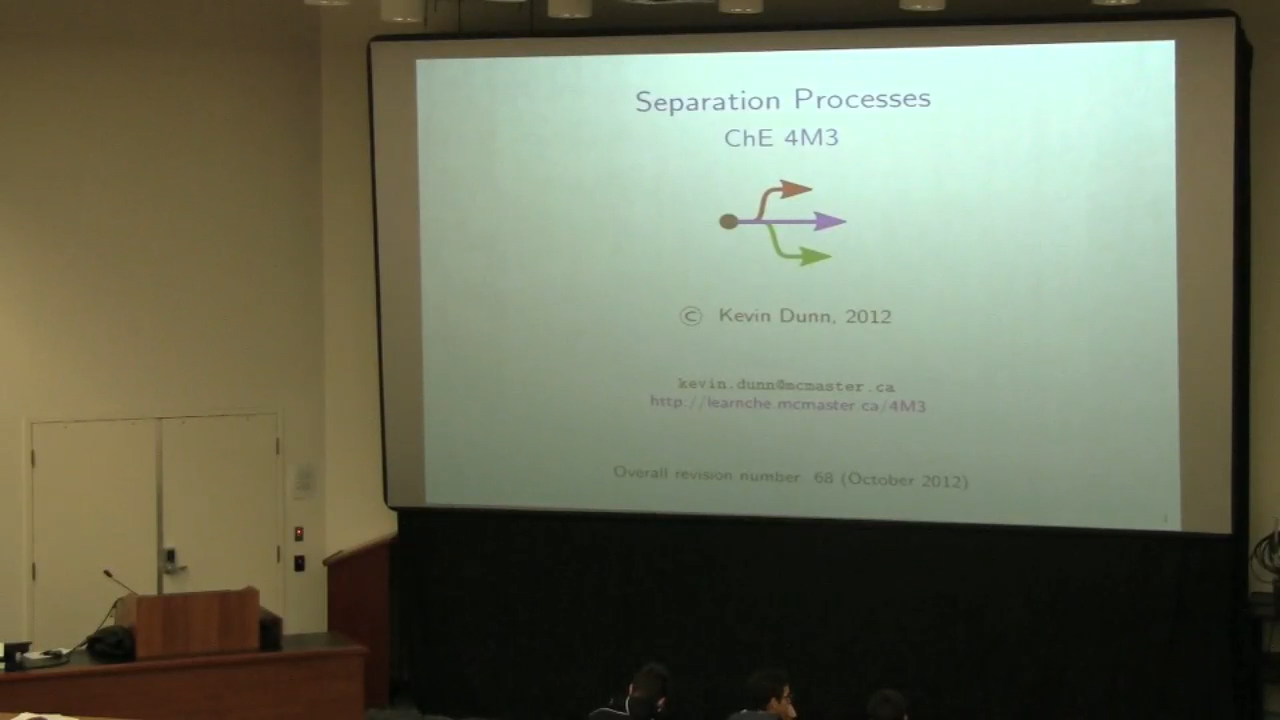 Separation Processes
ChE 4M3
© Kevin Dunn, 2012
kevin.dunn@mcmaster.ca
http://learnche.mcmaster.ca/4M3
Overall revision number 68 (October 2012)